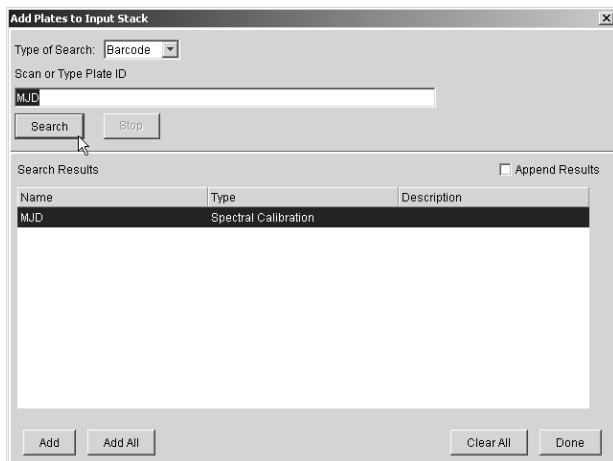 Add Plates to Input Stack
Type of Search: Barcode
Scan or Type Plate ID
MJD
Search Stop
Search Results Append Results
Name Type Description
MJD Spectral Calibration
Add Add All Clear All Done